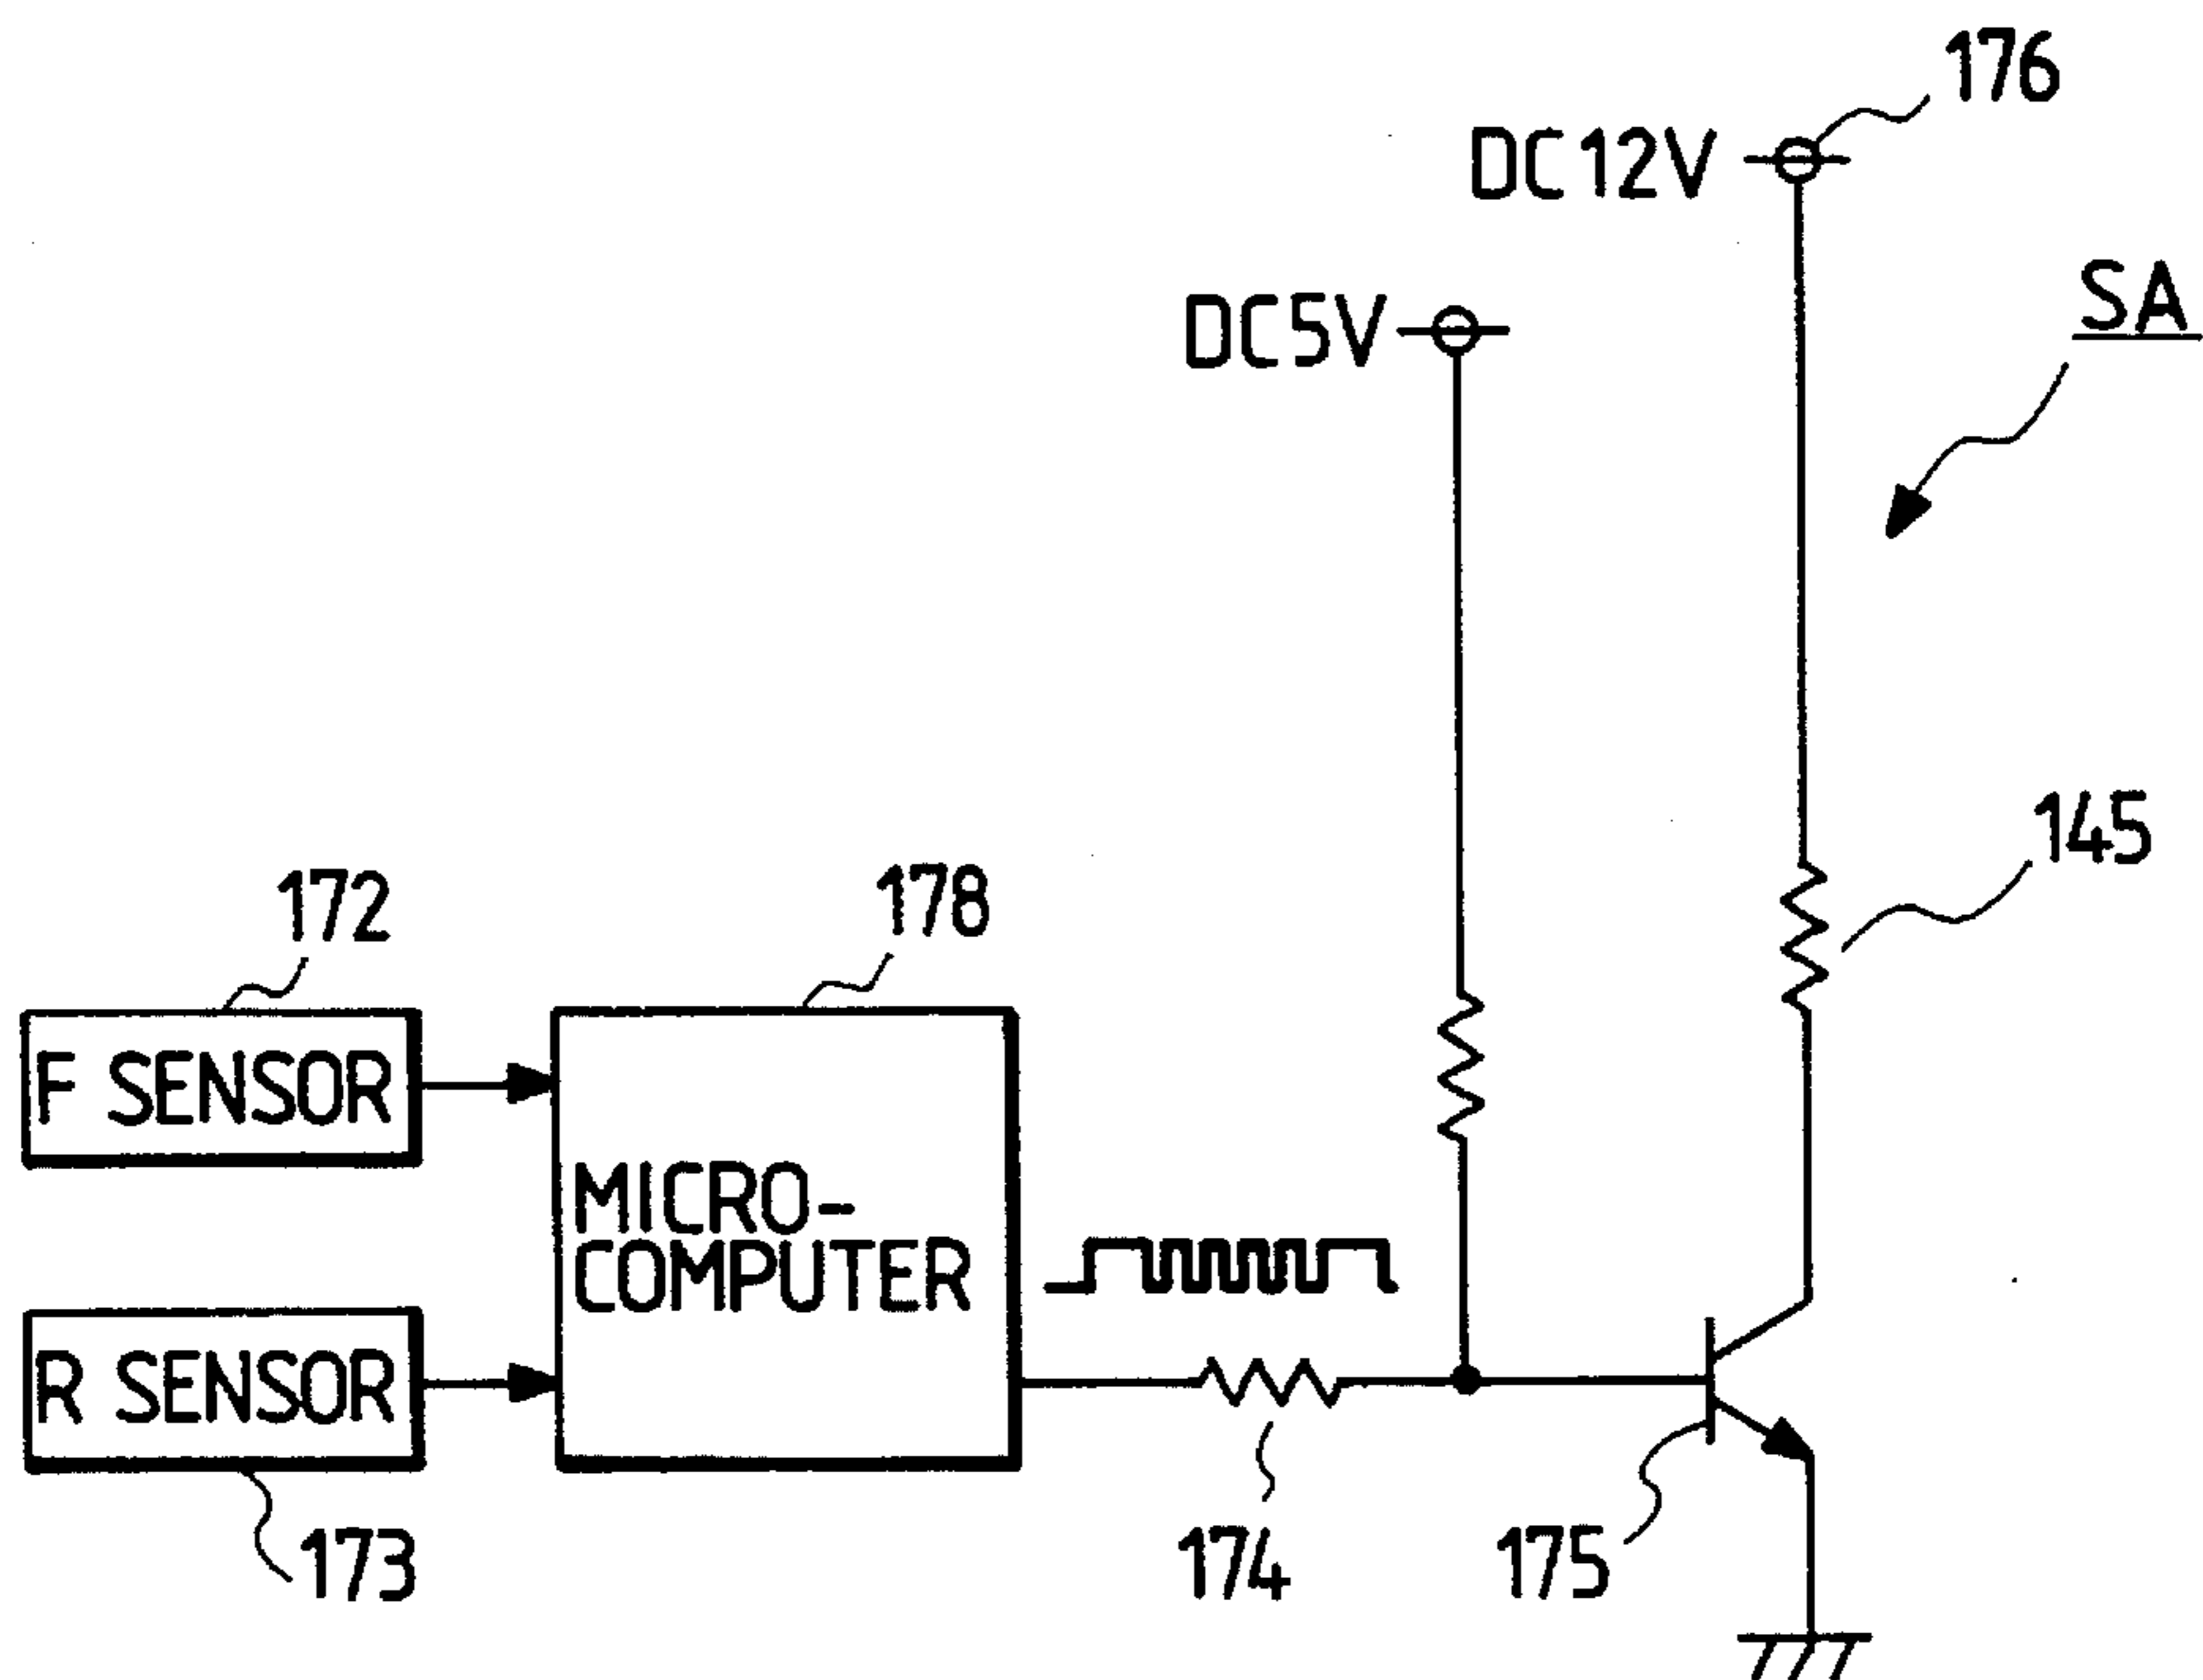 176
DC12V
SA
DC5V
145
172
178
F SENSOR
MICRO-
COMPUTER
R SENSOR
173
174
175